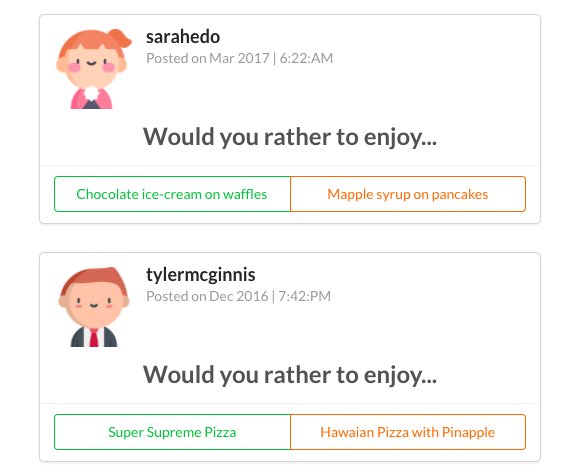 sarahedo
Posted on Mar 2017 | 6:22:AM
Would you rather to enjoy...
Chocolate ice-cream on waffles
Mapple syrup on pancakes
tylermcginnis
Posted on Dec 2016 | 7:42:PM
Would you rather to enjoy...
Super Supreme Pizza
Hawaian Pizza with Pinapple